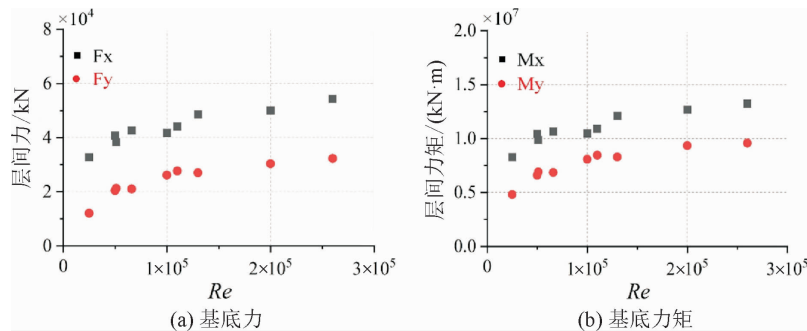 ×10⁴
8
6
4
2
0
层间力/kN
Fx
Fy
0
1×10⁵
2×10⁵
3×10⁵
Re
(a) 基底力
×10⁷
2.0
1.5
1.0
0.5
0.0
层间力矩/(kN·m)
Mx
My
0
1×10⁵
2×10⁵
3×10⁵
Re
(b) 基底力矩